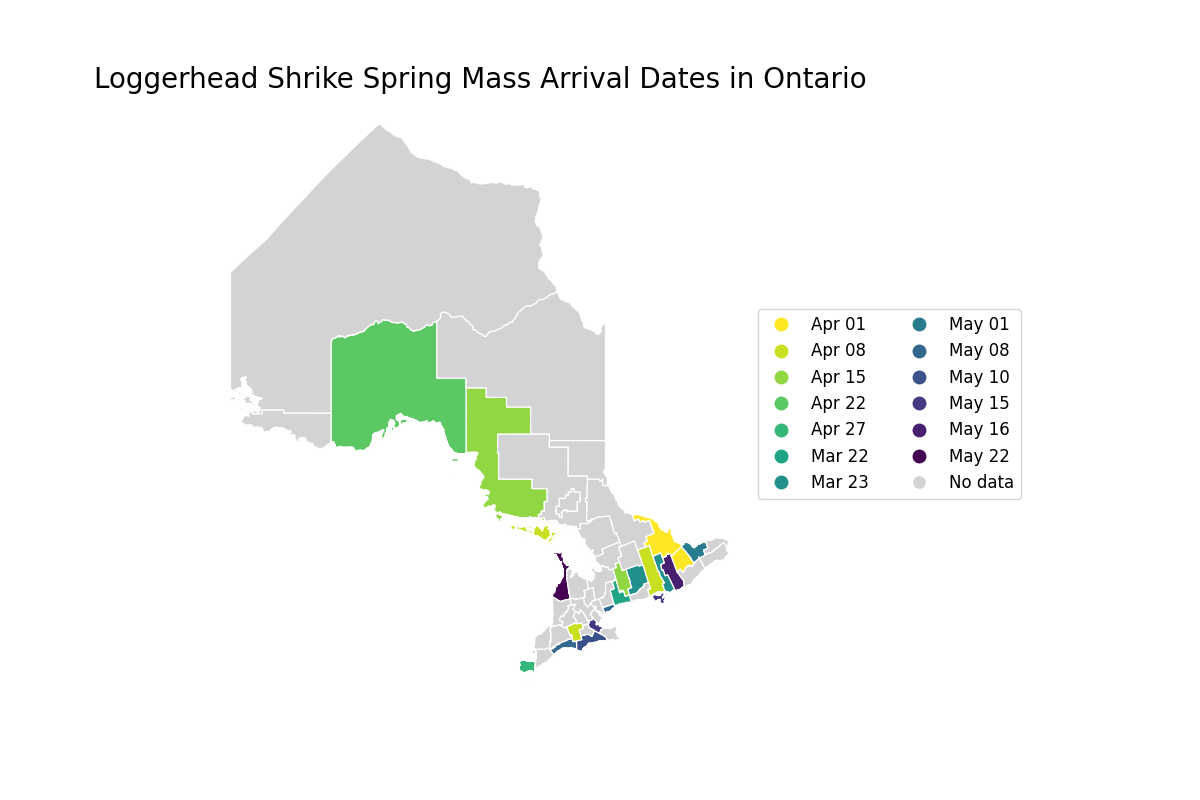 Loggerhead Shrike Spring Mass Arrival Dates in Ontario
Apr 01
Apr 08
Apr 15
Apr 22
Apr 27
Mar 22
Mar 23
May 01
May 08
May 10
May 15
May 16
May 22
No data